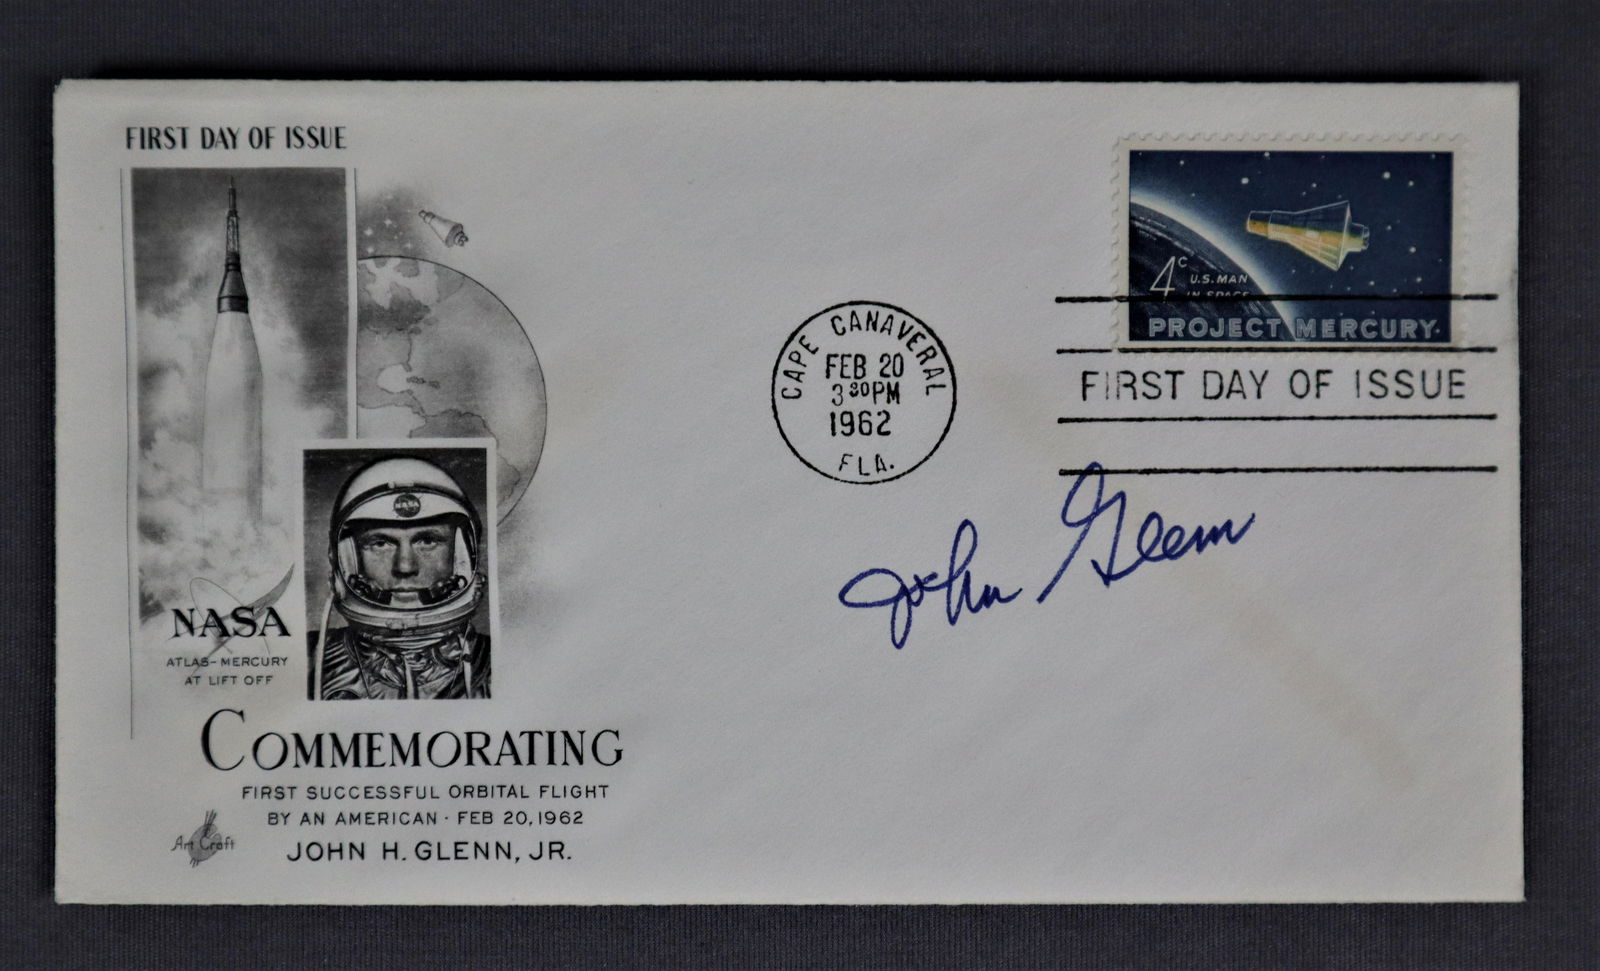 FIRST DAY OF ISSUE
NASA
NASA
ATLAS-MERCURY
AT LIFT OFF
COMMEMORATING
FIRST SUCCESSFUL ORBITAL FLIGHT
BY AN AMERICAN · FEB 20, 1962
JOHN H. GLENN, JR.
Art Craft
CAPE CANAVERAL
FEB 20
3 30 PM
1962
FLA.
4c U.S. MAN
IN SPACE
PROJECT MERCURY
FIRST DAY OF ISSUE
John Glenn